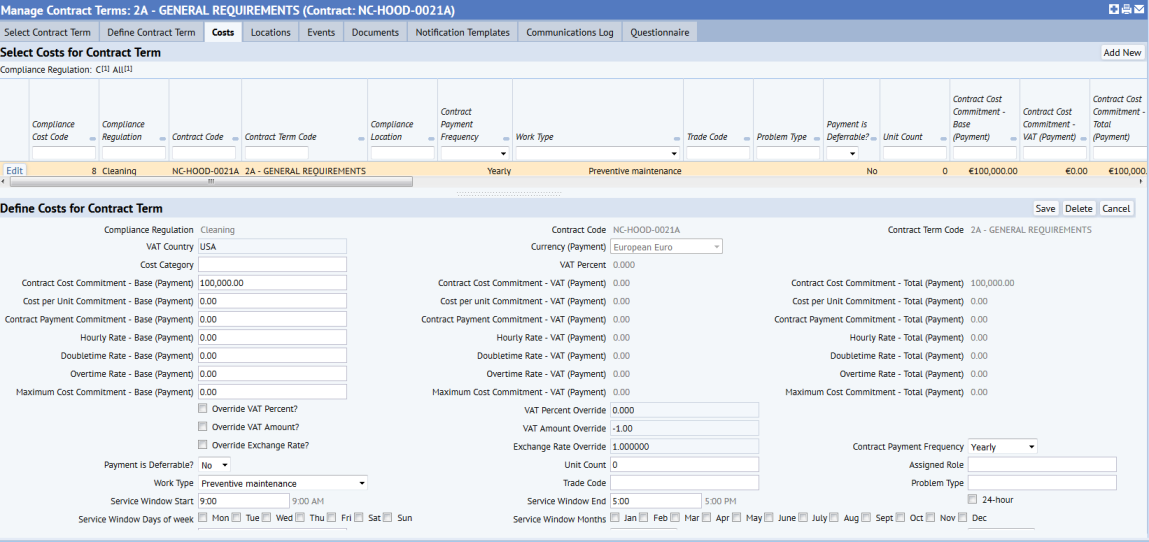 Manage Contract Terms: 2A - GENERAL REQUIREMENTS (Contract: NC-HOOD-0021A)
Select Contract Term Define Contract Term Costs Locations Events Documents Notification Templates Communications Log Questionnaire
Select Costs for Contract Term Add New
Compliance Regulation: C[1] All[1]
Compliance Cost Code Compliance Regulation Contract Code Contract Term Code Compliance Location Contract Payment Frequency Work Type Trade Code Problem Type Payment is Deferrable? Unit Count Contract Cost Commitment - Base (Payment) Contract Cost Commitment - VAT (Payment) Contract Cost Commitment - Total (Payment)
Edit 8 Cleaning NC-HOOD-0021A 2A - GENERAL REQUIREMENTS Yearly Preventive maintenance No 0 €100,000.00 €0.00 €100,000.
Define Costs for Contract Term Save Delete Cancel
Compliance Regulation Cleaning Contract Code NC-HOOD-0021A Contract Term Code 2A - GENERAL REQUIREMENTS
VAT Country USA Currency (Payment) European Euro
Cost Category VAT Percent 0.000
Contract Cost Commitment - Base (Payment) 100,000.00 Contract Cost Commitment - VAT (Payment) 0.00 Contract Cost Commitment - Total (Payment) 100,000.00
Cost per Unit Commitment - Base (Payment) 0.00 Cost per unit Commitment - VAT (Payment) 0.00 Cost per unit Commitment - Total (Payment) 0.00
Contract Payment Commitment - Base (Payment) 0.00 Contract Payment Commitment - VAT (Payment) 0.00 Contract Payment Commitment - Total (Payment) 0.00
Hourly Rate - Base (Payment) 0.00 Hourly Rate - VAT (Payment) 0.00 Hourly Rate - Total (Payment) 0.00
Doubletime Rate - Base (Payment) 0.00 Doubletime Rate - VAT (Payment) 0.00 Doubletime Rate - Total (Payment) 0.00
Overtime Rate - Base (Payment) 0.00 Overtime Rate - VAT (Payment) 0.00 Overtime Rate - Total (Payment) 0.00
Maximum Cost Commitment - Base (Payment) 0.00 Maximum Cost Commitment - VAT (Payment) 0.00 Maximum Cost Commitment - Total (Payment) 0.00
Override VAT Percent? VAT Percent Override 0.000
Override VAT Amount? VAT Amount Override -1.00
Override Exchange Rate? Exchange Rate Override 1.000000 Contract Payment Frequency Yearly
Payment is Deferrable? No Unit Count 0 Assigned Role
Work Type Preventive maintenance Trade Code Problem Type
Service Window Start 9:00 9:00 AM Service Window End 5:00 5:00 PM 24-hour
Service Window Days of week Mon Tue Wed Thu Fri Sat Sun Service Window Months Jan Feb Mar Apr May June July Aug Sept Oct Nov Dec